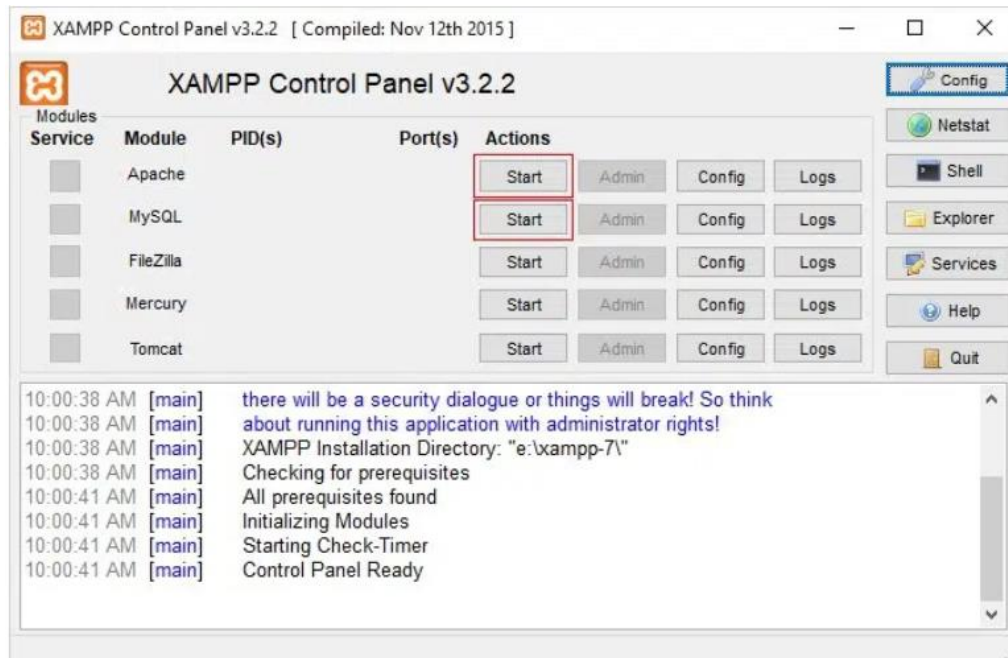 XAMPP Control Panel v3.2.2 [ Compiled: Nov 12th 2015 ]
XAMPP Control Panel v3.2.2
Config
Modules
Service Module PID(s) Port(s) Actions
Netstat
Apache Start Admin Config Logs
Shell
MySQL Start Admin Config Logs
Explorer
FileZilla Start Admin Config Logs
Services
Mercury Start Admin Config Logs
Help
Tomcat Start Admin Config Logs
Quit
10:00:38 AM [main] there will be a security dialogue or things will break! So think
10:00:38 AM [main] about running this application with administrator rights!
10:00:38 AM [main] XAMPP Installation Directory: "e:\xampp-7\"
10:00:38 AM [main] Checking for prerequisites
10:00:41 AM [main] All prerequisites found
10:00:41 AM [main] Initializing Modules
10:00:41 AM [main] Starting Check-Timer
10:00:41 AM [main] Control Panel Ready